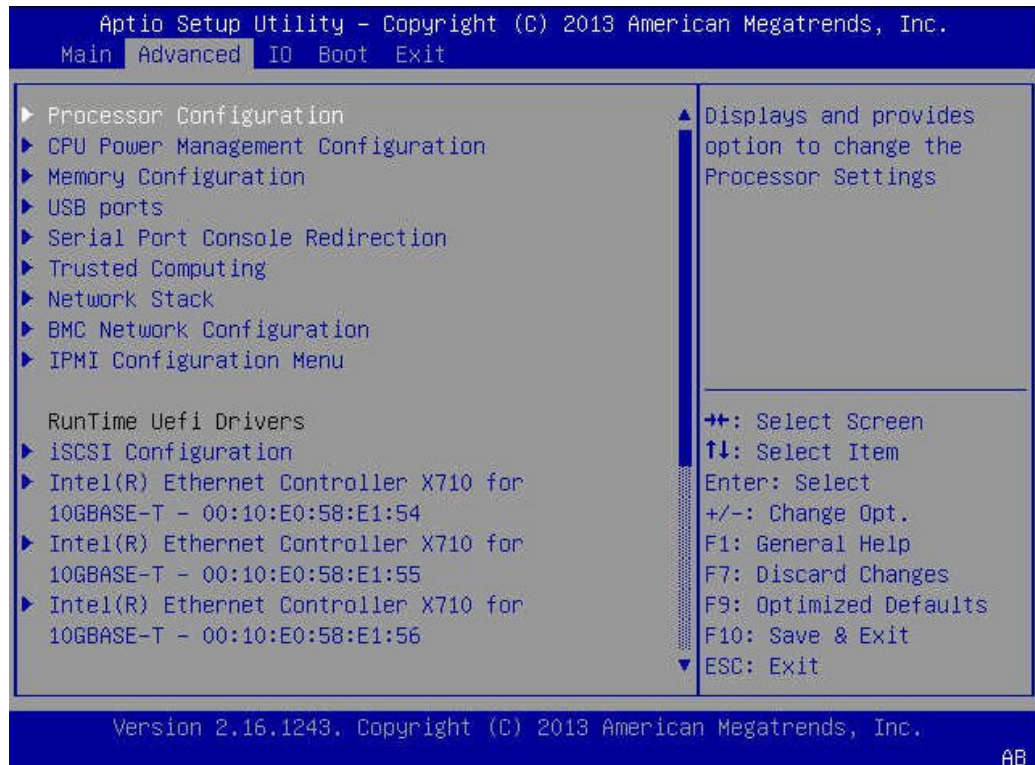 Aptio Setup Utility – Copyright (C) 2013 American Megatrends, Inc.
Main Advanced IO Boot Exit
Processor Configuration
CPU Power Management Configuration
Memory Configuration
USB ports
Serial Port Console Redirection
Trusted Computing
Network Stack
BMC Network Configuration
IPMI Configuration Menu
RunTime Uefi Drivers
iSCSI Configuration
Intel(R) Ethernet Controller X710 for
10GBASE-T - 00:10:E0:58:E1:54
Intel(R) Ethernet Controller X710 for
10GBASE-T - 00:10:E0:58:E1:55
Intel(R) Ethernet Controller X710 for
10GBASE-T - 00:10:E0:58:E1:56
Displays and provides
option to change the
Processor Settings
→←: Select Screen
↑↓: Select Item
Enter: Select
+/-: Change Opt.
F1: General Help
F7: Discard Changes
F9: Optimized Defaults
F10: Save & Exit
ESC: Exit
Version 2.16.1243. Copyright (C) 2013 American Megatrends, Inc.
AB